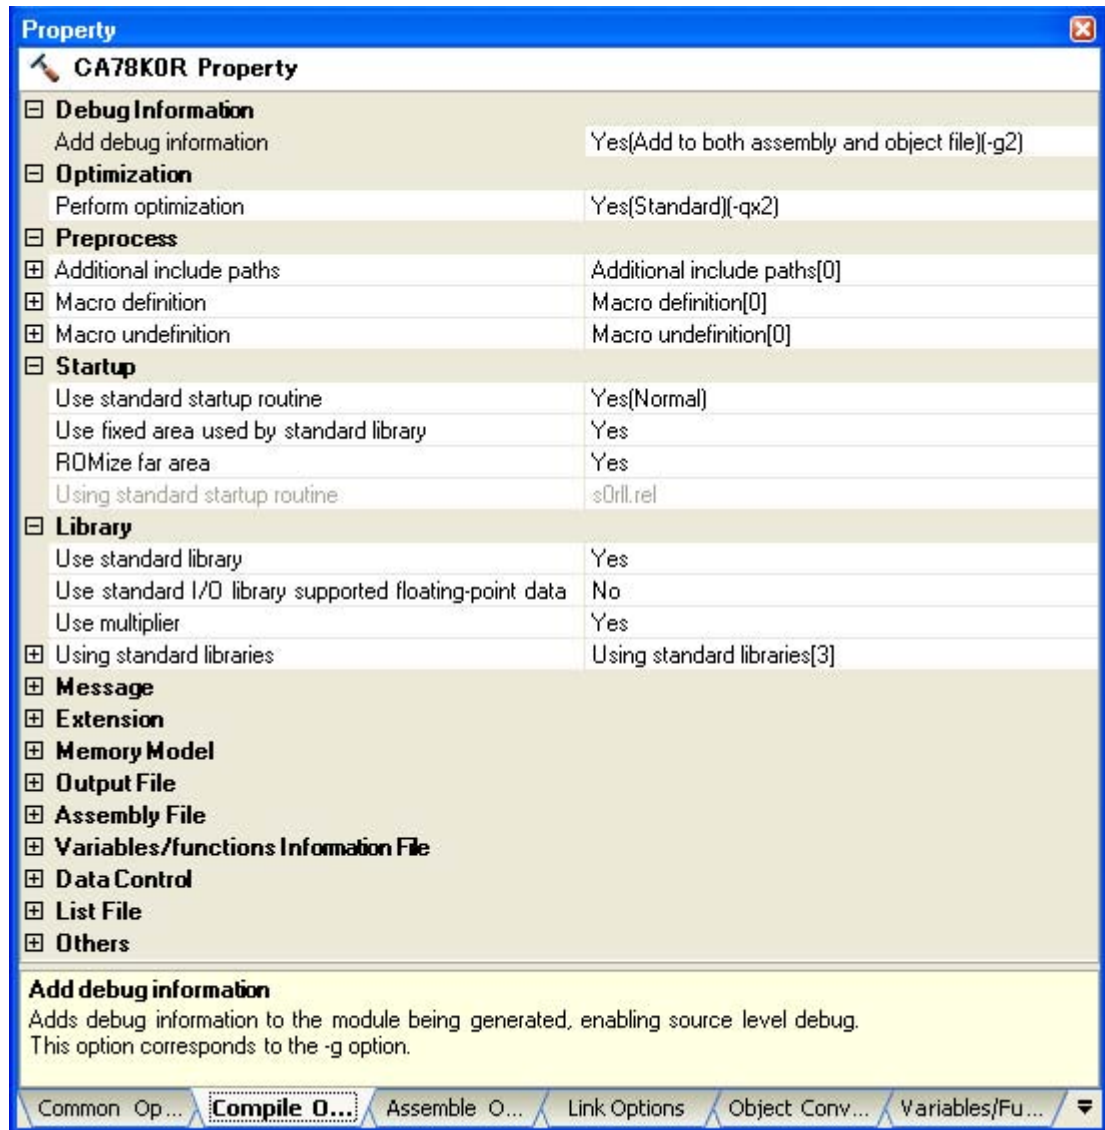 Property
CA78K0R Property
Debug Information
Add debug information Yes(Add to both assembly and object file)(-g2)
Optimization
Perform optimization Yes(Standard)(-qx2)
Preprocess
Additional include paths Additional include paths[0]
Macro definition Macro definition[0]
Macro undefinition Macro undefinition[0]
Startup
Use standard startup routine Yes(Normal)
Use fixed area used by standard library Yes
ROMize far area Yes
Using standard startup routine s0rll.rel
Library
Use standard library Yes
Use standard I/O library supported floating-point data No
Use multiplier Yes
Using standard libraries Using standard libraries[3]
Message
Extension
Memory Model
Output File
Assembly File
Variables/functions Information File
Data Control
List File
Others
Add debug information
Adds debug information to the module being generated, enabling source level debug.
This option corresponds to the -g option.
Common Op... Compile O... Assemble O... Link Options Object Conv... Variables/Fu...